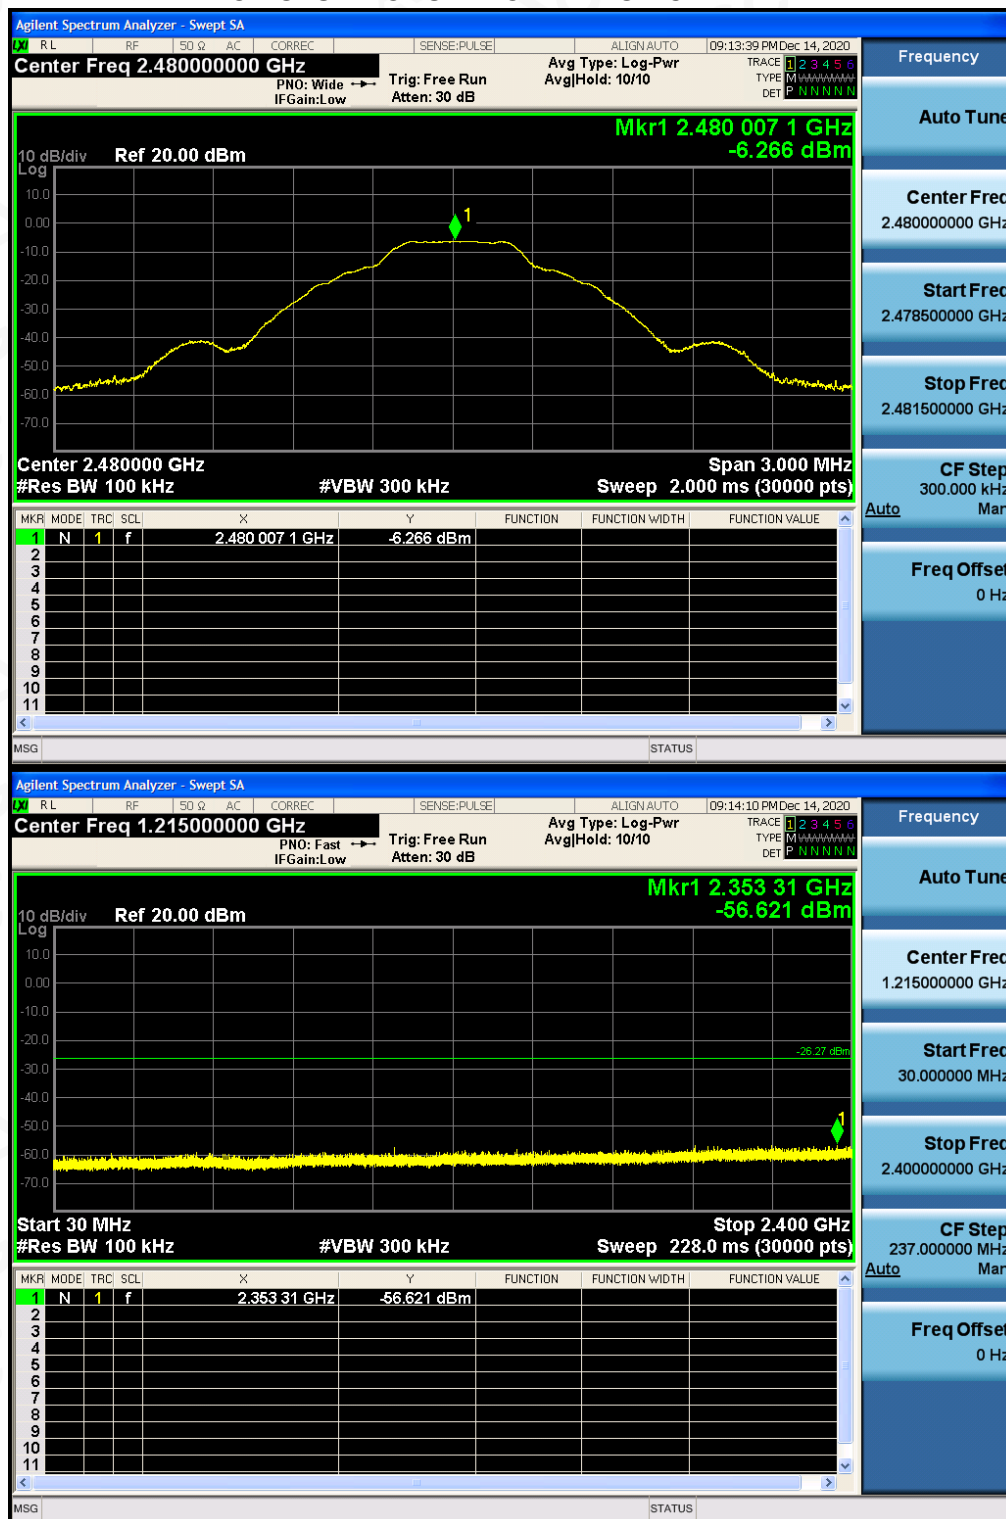 Agilent Spectrum Analyzer - Swept SA
LXI RL RF 50 Ω AC CORREC SENSE:PULSE ALIGN AUTO 09:13:39 PM Dec 14, 2020
Center Freq 2.480000000 GHz
PNO: Wide
IFGain:Low
Trig: Free Run
Atten: 30 dB
Avg Type: Log-Pwr
Avg|Hold: 10/10
TRACE 1 2 3 4 5 6
TYPE M WWWWW
DET P N N N N N
Mkr1 2.480 007 1 GHz
-6.266 dBm
10 dB/div Ref 20.00 dBm
Log
10.0
0.00
-10.0
-20.0
-30.0
-40.0
-50.0
-60.0
-70.0
1
Center 2.480000 GHz Span 3.000 MHz
#Res BW 100 kHz #VBW 300 kHz Sweep 2.000 ms (30000 pts)
MKR MODE TRC SCL X Y FUNCTION FUNCTION WIDTH FUNCTION VALUE
1 N 1 f 2.480 007 1 GHz -6.266 dBm
2
3
4
5
6
7
8
9
10
11
MSG STATUS
Frequency
Auto Tune
Center Freq
2.480000000 GHz
Start Freq
2.478500000 GHz
Stop Freq
2.481500000 GHz
CF Step
300.000 kHz
Auto Man
Freq Offset
0 Hz
Agilent Spectrum Analyzer - Swept SA
LXI RL RF 50 Ω AC CORREC SENSE:PULSE ALIGN AUTO 09:14:10 PM Dec 14, 2020
Center Freq 1.215000000 GHz
PNO: Fast
IFGain:Low
Trig: Free Run
Atten: 30 dB
Avg Type: Log-Pwr
Avg|Hold: 10/10
TRACE 1 2 3 4 5 6
TYPE M WWWWW
DET P N N N N N
Mkr1 2.353 31 GHz
-56.621 dBm
10 dB/div Ref 20.00 dBm
Log
10.0
0.00
-10.0
-20.0
-30.0
-40.0
-50.0
-60.0
-70.0
-26.27 dBm
1
Start 30 MHz Stop 2.400 GHz
#Res BW 100 kHz #VBW 300 kHz Sweep 228.0 ms (30000 pts)
MKR MODE TRC SCL X Y FUNCTION FUNCTION WIDTH FUNCTION VALUE
1 N 1 f 2.353 31 GHz -56.621 dBm
2
3
4
5
6
7
8
9
10
11
MSG STATUS
Frequency
Auto Tune
Center Freq
1.215000000 GHz
Start Freq
30.000000 MHz
Stop Freq
2.400000000 GHz
CF Step
237.000000 MHz
Auto Man
Freq Offset
0 Hz